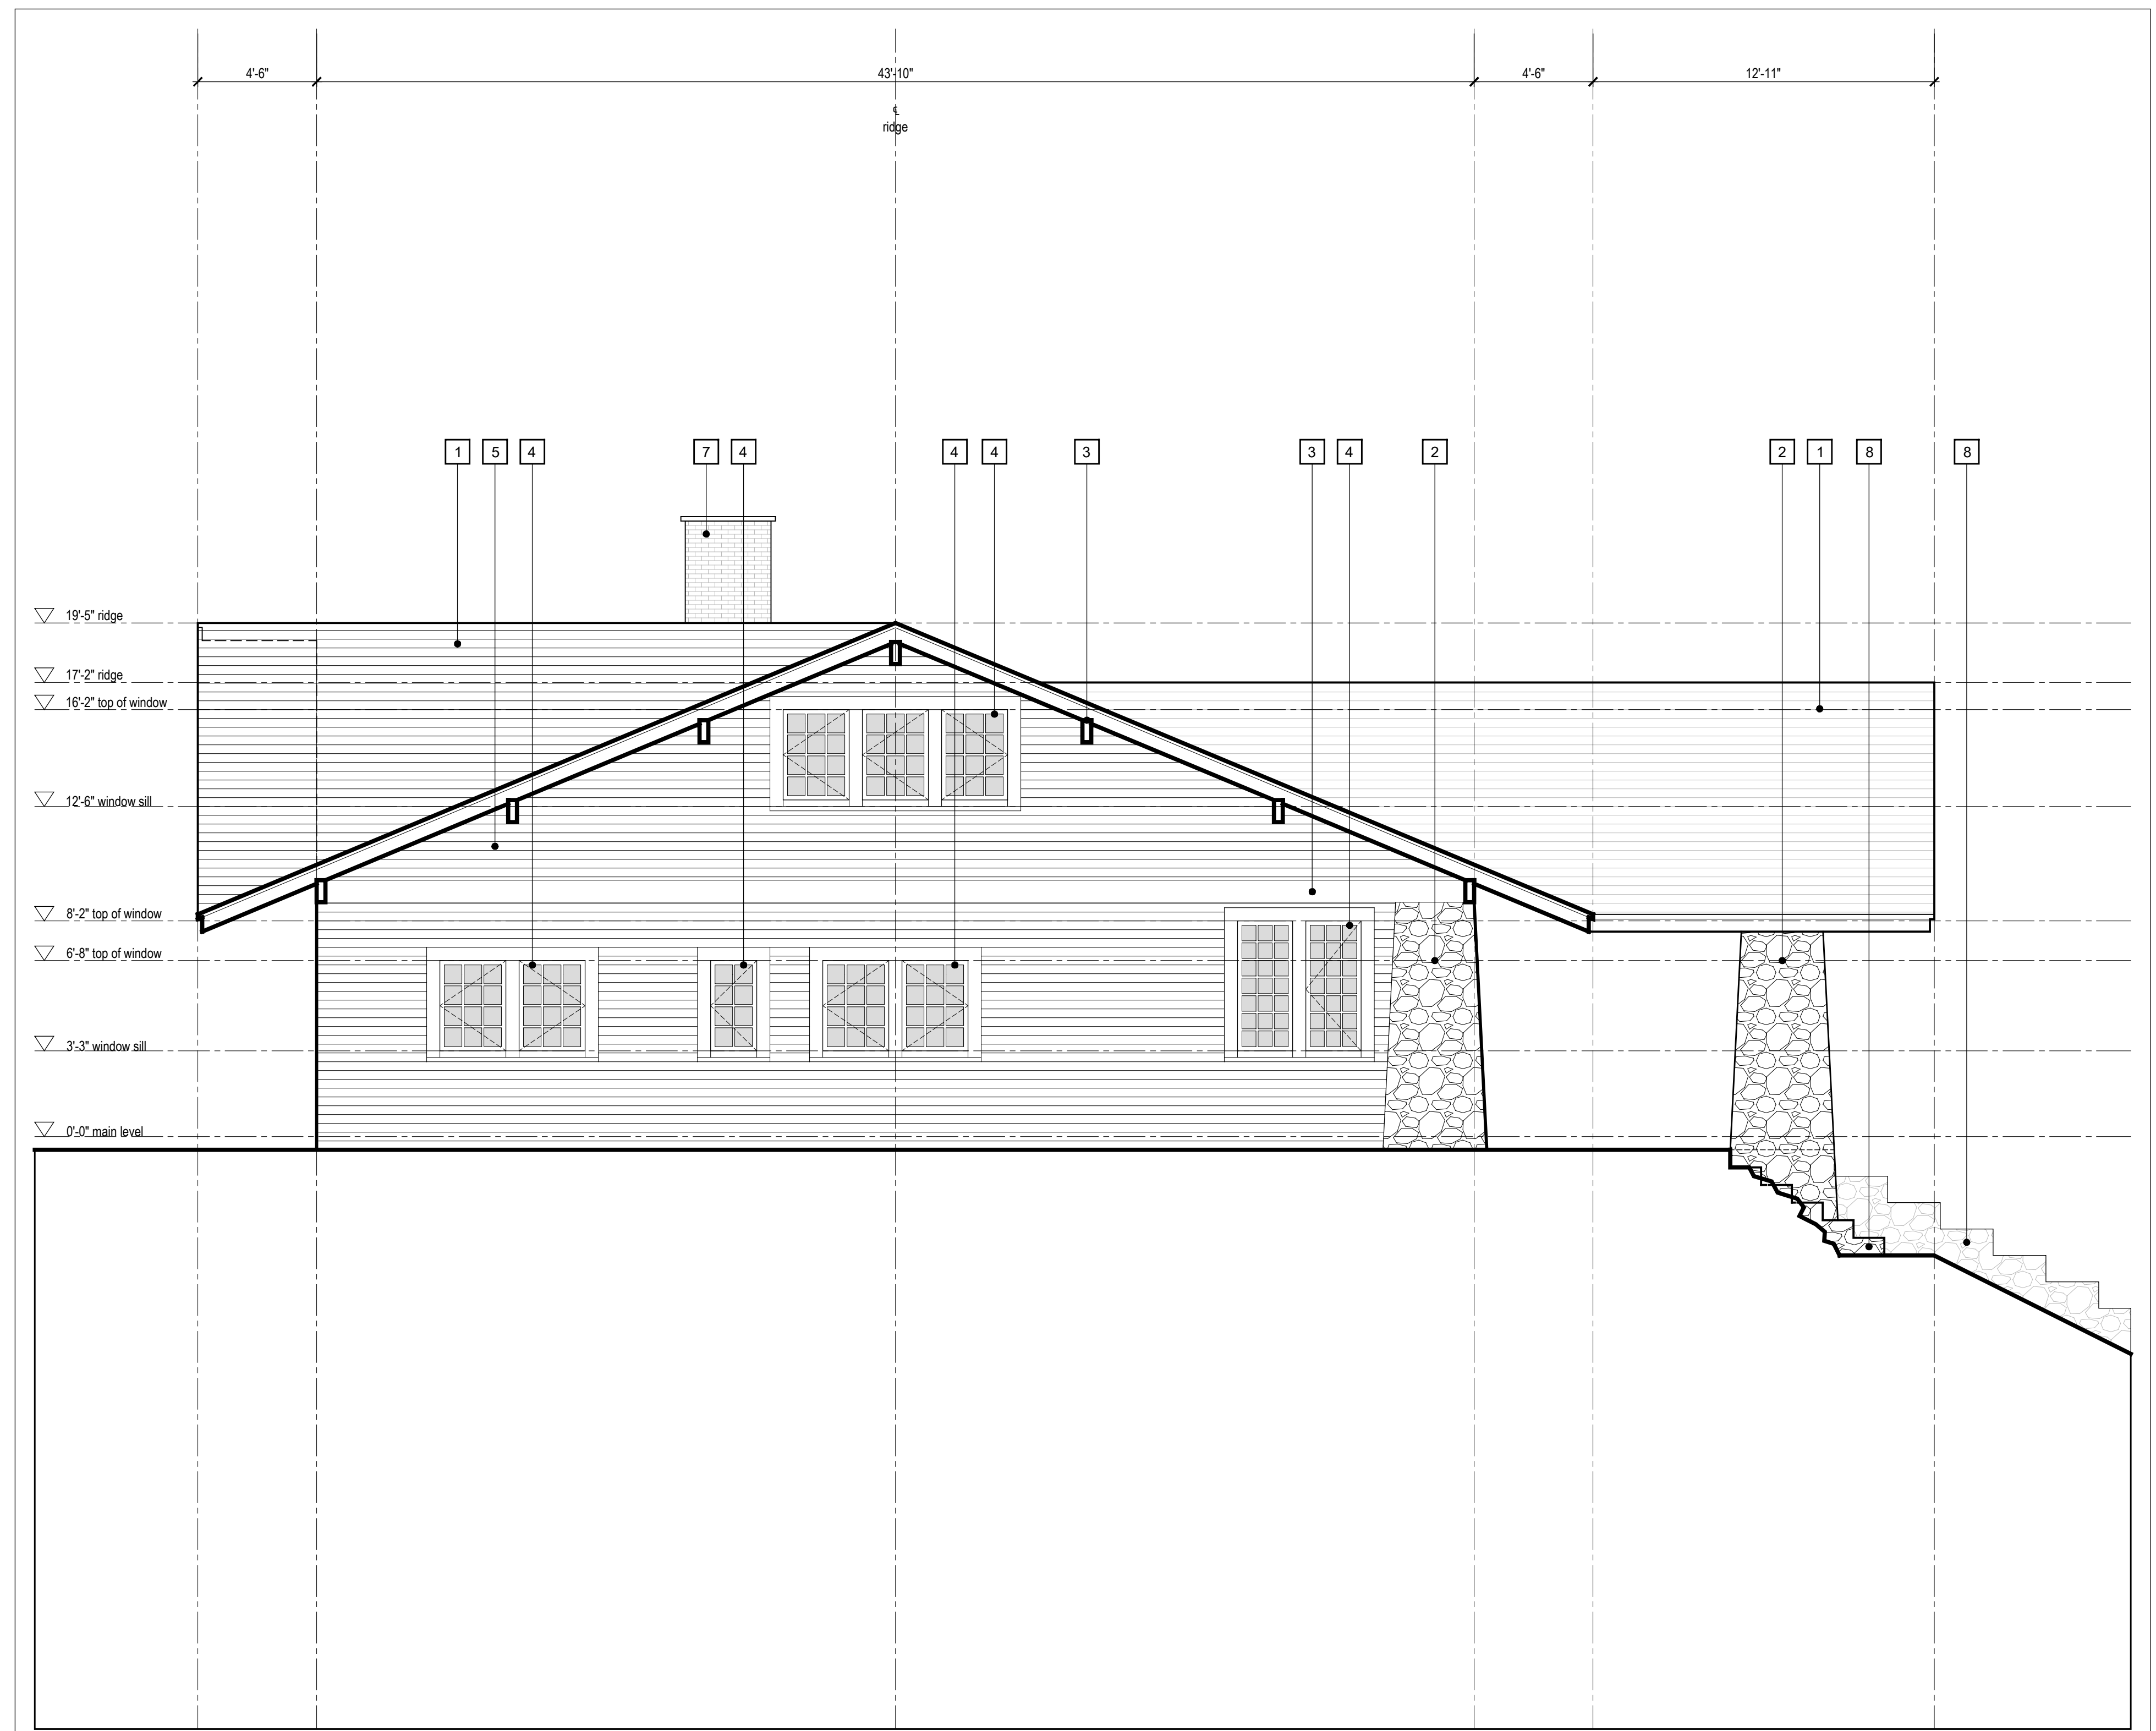 4'-6" 43'-10" 4'-6" 12'-11"
℄
ridge
1 5 4 7 4 4 4 3 3 4 2 2 1 8 8
19'-5" ridge
17'-2" ridge
16'-2" top of window
12'-6" window sill
8'-2" top of window
6'-8" top of window
3'-3" window sill
0'-0" main level